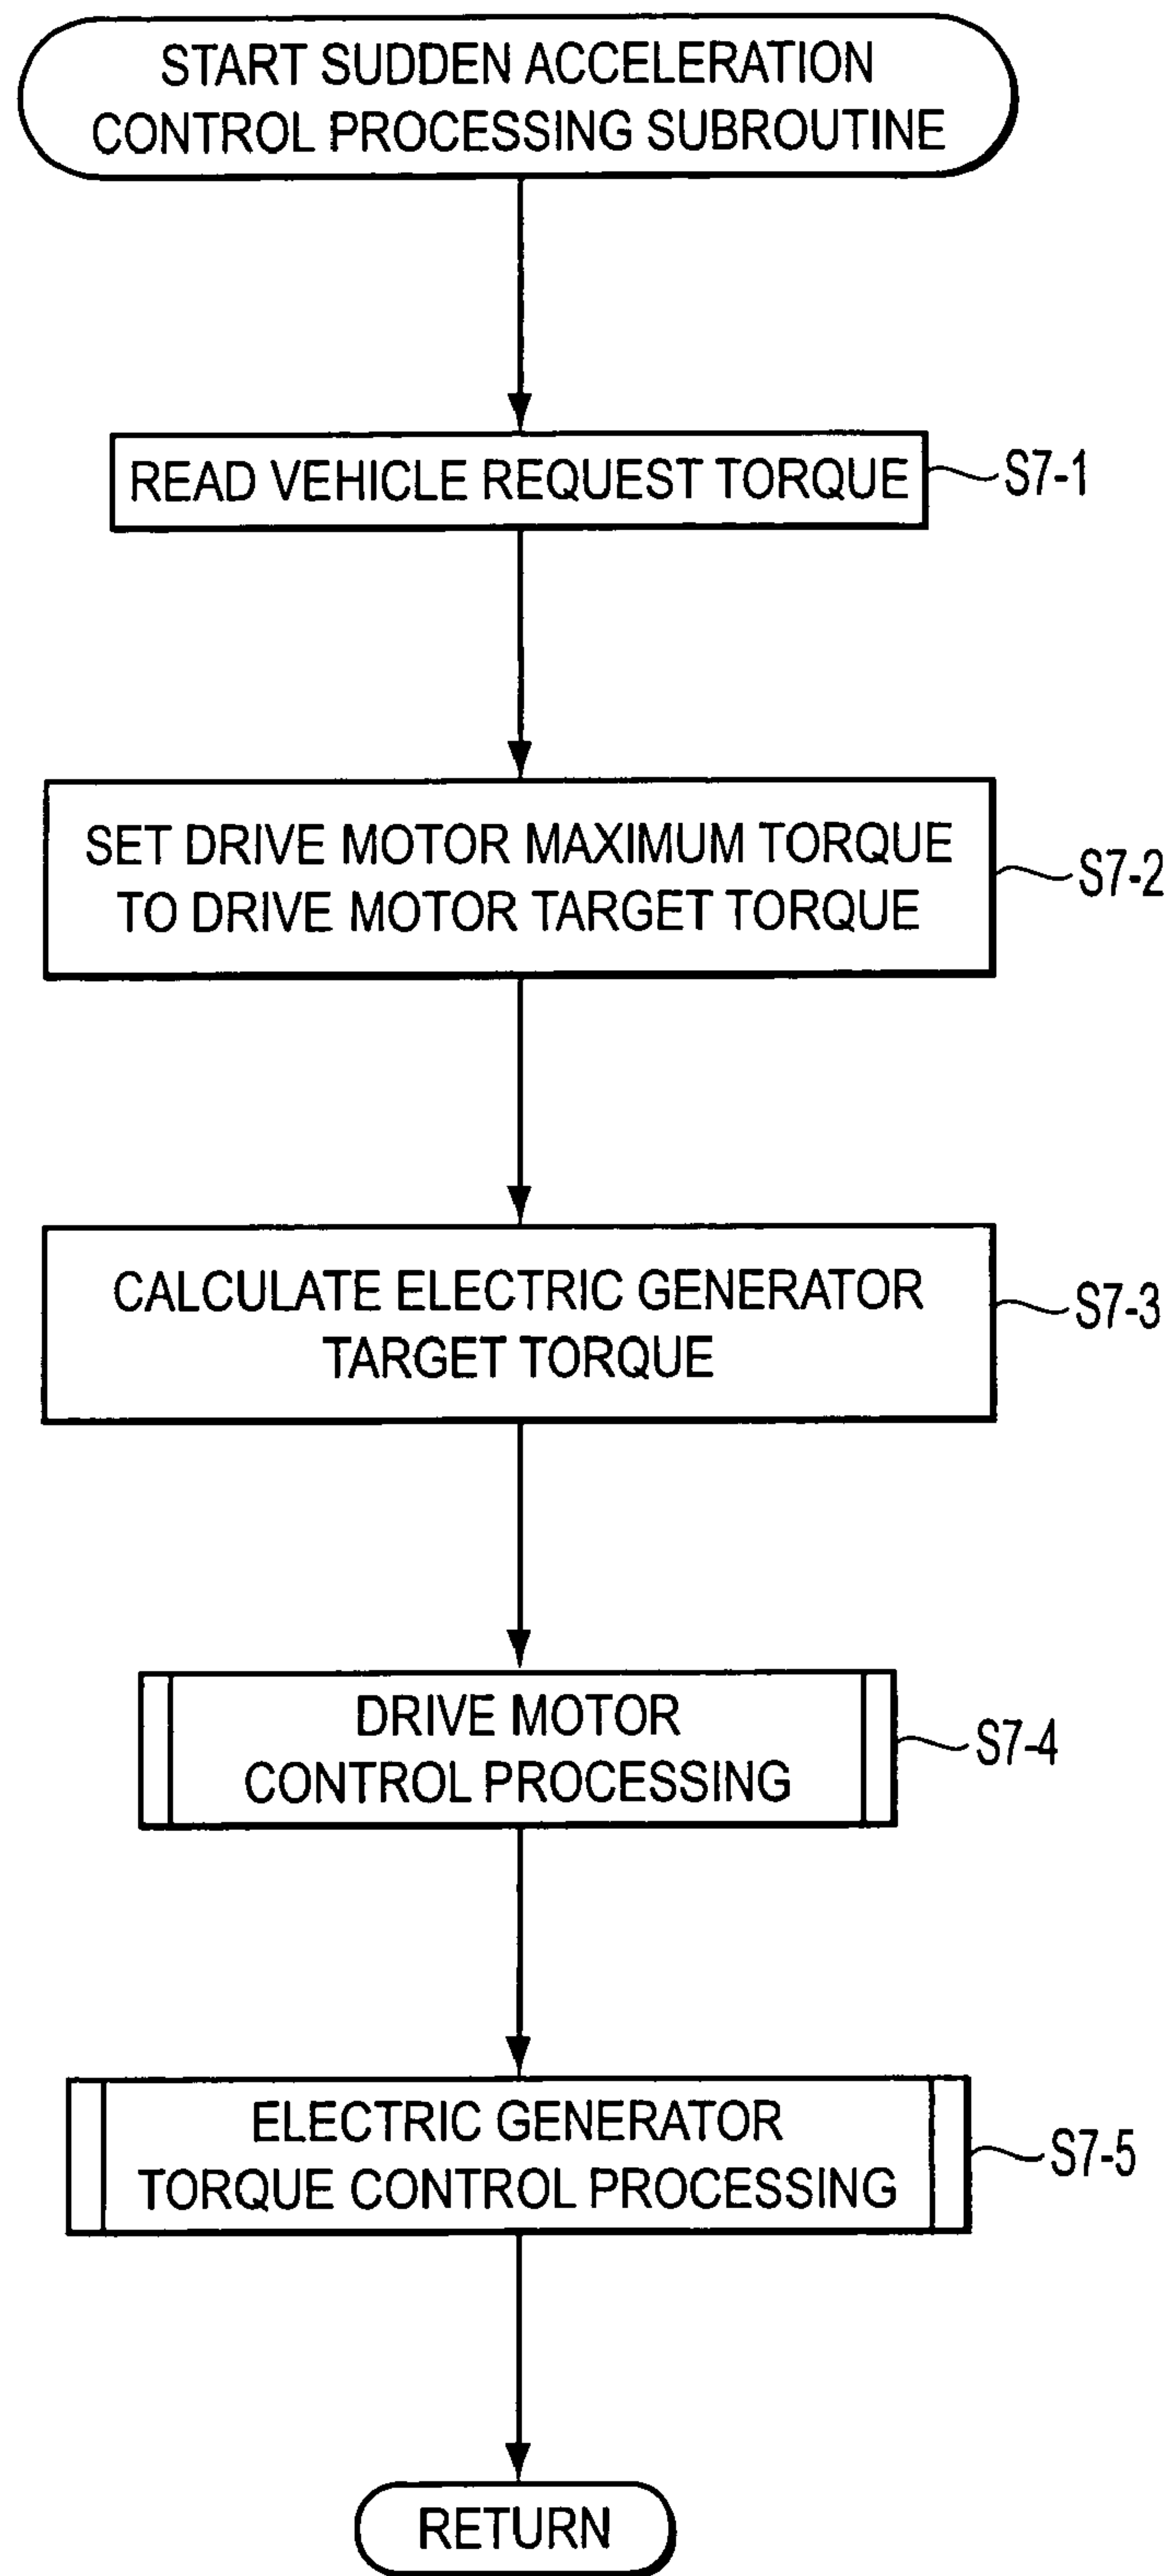 START SUDDEN ACCELERATION
CONTROL PROCESSING SUBROUTINE
READ VEHICLE REQUEST TORQUE
S7-1
SET DRIVE MOTOR MAXIMUM TORQUE
TO DRIVE MOTOR TARGET TORQUE
S7-2
CALCULATE ELECTRIC GENERATOR
TARGET TORQUE
S7-3
DRIVE MOTOR
CONTROL PROCESSING
S7-4
ELECTRIC GENERATOR
TORQUE CONTROL PROCESSING
S7-5
RETURN